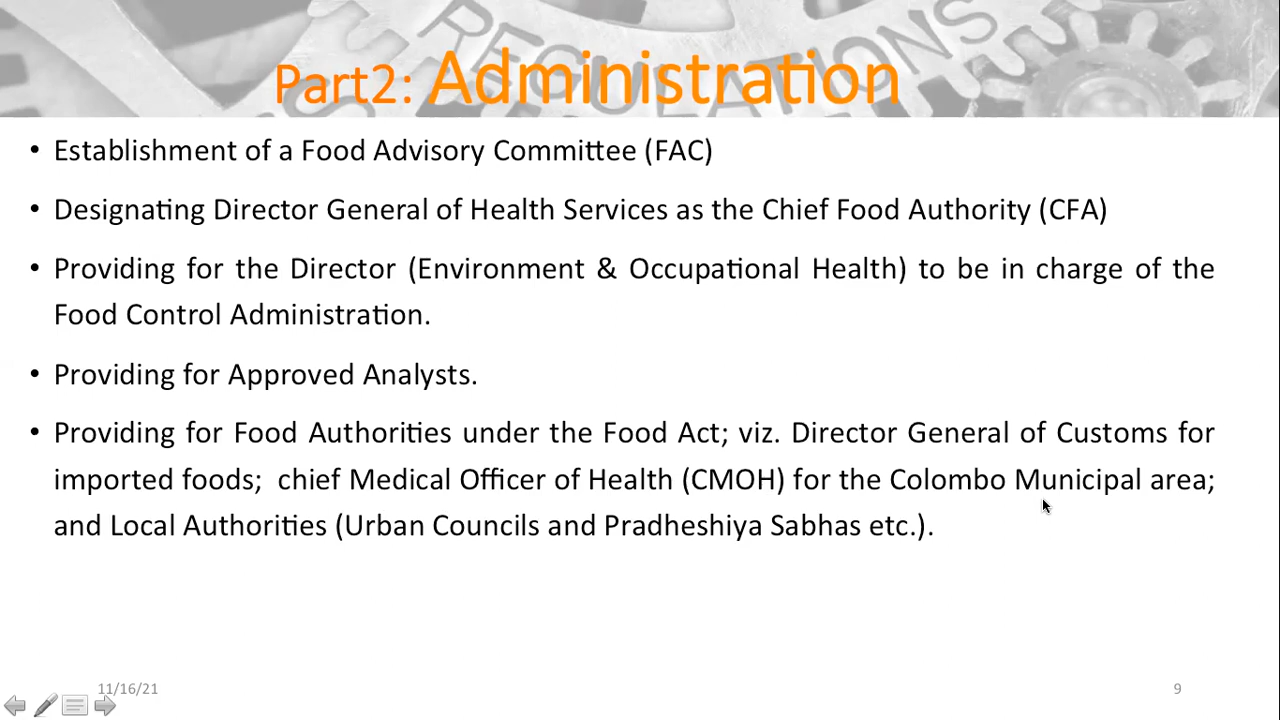 REGULATIONS
Part2: Administration
• Establishment of a Food Advisory Committee (FAC)
• Designating Director General of Health Services as the Chief Food Authority (CFA)
• Providing for the Director (Environment & Occupational Health) to be in charge of the
Food Control Administration.
• Providing for Approved Analysts.
• Providing for Food Authorities under the Food Act; viz. Director General of Customs for
imported foods;  chief Medical Officer of Health (CMOH) for the Colombo Municipal area;
and Local Authorities (Urban Councils and Pradheshiya Sabhas etc.).
11/16/21
9